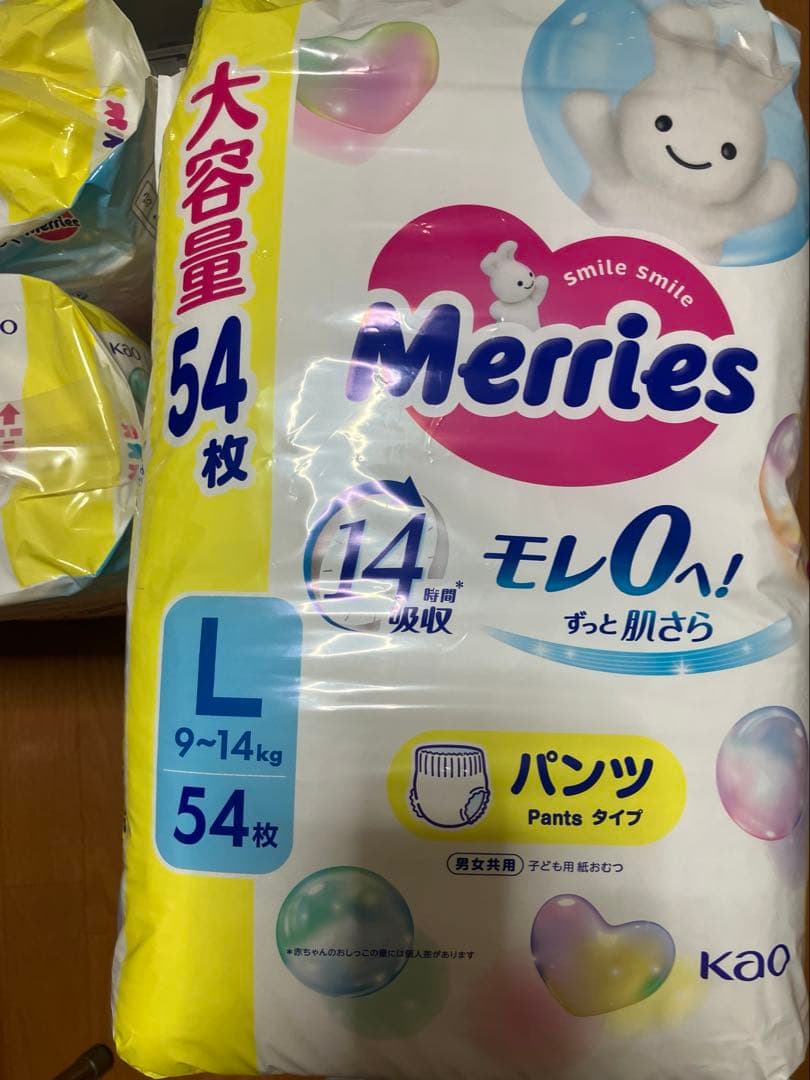 大容量
54
枚
Smile Smile
Merries
14
時間*
吸収
モレ0へ!
ずっと肌さら
L
9~14kg
54枚
パンツ
Pants タイプ
男女共用 子ども用 紙おむつ
*赤ちゃんのおしっこの量には個人差があります
Kao
Merries
Kao